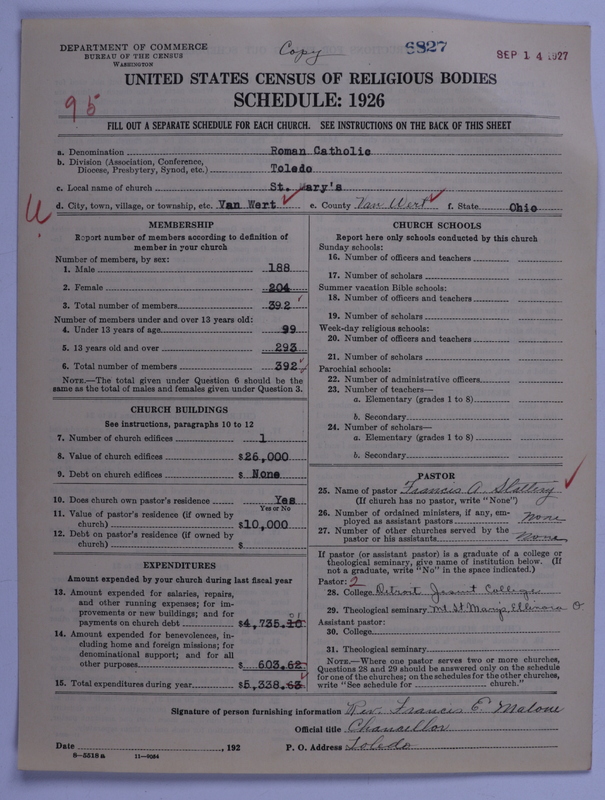 DEPARTMENT OF COMMERCE
BUREAU OF THE CENSUS
WASHINGTON
Copy
6827
SEP 14 1927
UNITED STATES CENSUS OF RELIGIOUS BODIES
SCHEDULE: 1926
95
FILL OUT A SEPARATE SCHEDULE FOR EACH CHURCH. SEE INSTRUCTIONS ON THE BACK OF THIS SHEET
a. Denomination Roman Catholic
b. Division (Association, Conference, Diocese, Presbytery, Synod, etc.) Toledo
c. Local name of church St. Mary's
d. City, town, village, or township, etc. Van Wert e. County Van Wert f. State Ohio
MEMBERSHIP
Report number of members according to definition of
member in your church
Number of members, by sex:
1. Male 188
2. Female 204
3. Total number of members 392
Number of members under and over 13 years old:
4. Under 13 years of age 99
5. 13 years old and over 293
6. Total number of members 392
NOTE.—The total given under Question 6 should be
same as the total of males and females given under Question 3.
CHURCH BUILDINGS
See instructions, paragraphs 10 to 12
7. Number of church edifices 1
8. Value of church edifices $26,000
9. Debt on church edifices $ None
10. Does church own pastor's residence Yes
Yes or No
11. Value of pastor's residence (if owned by
church) $10,000
12. Debt on pastor's residence (if owned by
church) $
EXPENDITURES
Amount expended by your church during last fiscal year
13. Amount expended for salaries, repairs,
and other running expenses; for im-
provements or new buildings; and for
payments on church debt $4,735.10 01
14. Amount expended for benevolences, in-
cluding home and foreign missions; for
denominational support; and for all
other purposes $ 603.62
15. Total expenditures during year $5,338.63
CHURCH SCHOOLS
Report here only schools conducted by this church
Sunday schools:
16. Number of officers and teachers
17. Number of scholars
Summer vacation Bible schools:
18. Number of officers and teachers
19. Number of scholars
Week-day religious schools:
20. Number of officers and teachers
21. Number of scholars
Parochial schools:
22. Number of administrative officers
23. Number of teachers—
a. Elementary (grades 1 to 8)
b. Secondary
24. Number of scholars—
a. Elementary (grades 1 to 8)
b. Secondary
PASTOR
25. Name of pastor Francis A. Slattery
(If church has no pastor, write "None")
26. Number of ordained ministers, if any, em-
ployed as assistant pastors None
27. Number of other churches served by the
pastor or his assistants None
If pastor (or assistant pastor) is a graduate of a college or
theological seminary, give name of institution below. (If
not a graduate, write "No" in the space indicated.)
Pastor: 2
28. College Detroit Jesuit College
29. Theological seminary Mt St. Mary's, O
Assistant pastor:
30. College
31. Theological seminary
NOTE.—Where one pastor serves two or more churches,
Questions 28 and 29 should be answered only on the schedule
for one of the churches; on the schedules for the other churches,
write "See schedule for church."
Signature of person furnishing information Rev. Francis E Malone
Official title Chancellor
Date , 192 P. O. Address Toledo
8—5518a 11—9054